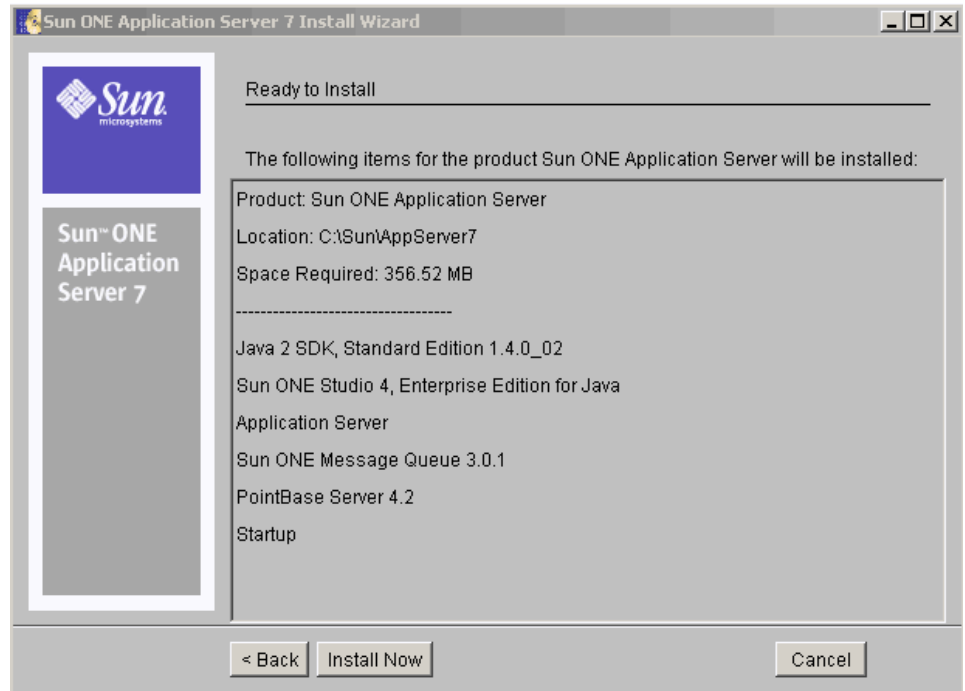 Sun ONE Application Server 7 Install Wizard
Sun
microsystems
Sun™ ONE
Application
Server 7
Ready to Install
The following items for the product Sun ONE Application Server will be installed:
Product: Sun ONE Application Server
Location: C:\Sun\AppServer7
Space Required: 356.52 MB
-----------------------------------
Java 2 SDK, Standard Edition 1.4.0_02
Sun ONE Studio 4, Enterprise Edition for Java
Application Server
Sun ONE Message Queue 3.0.1
PointBase Server 4.2
Startup
< Back
Install Now
Cancel